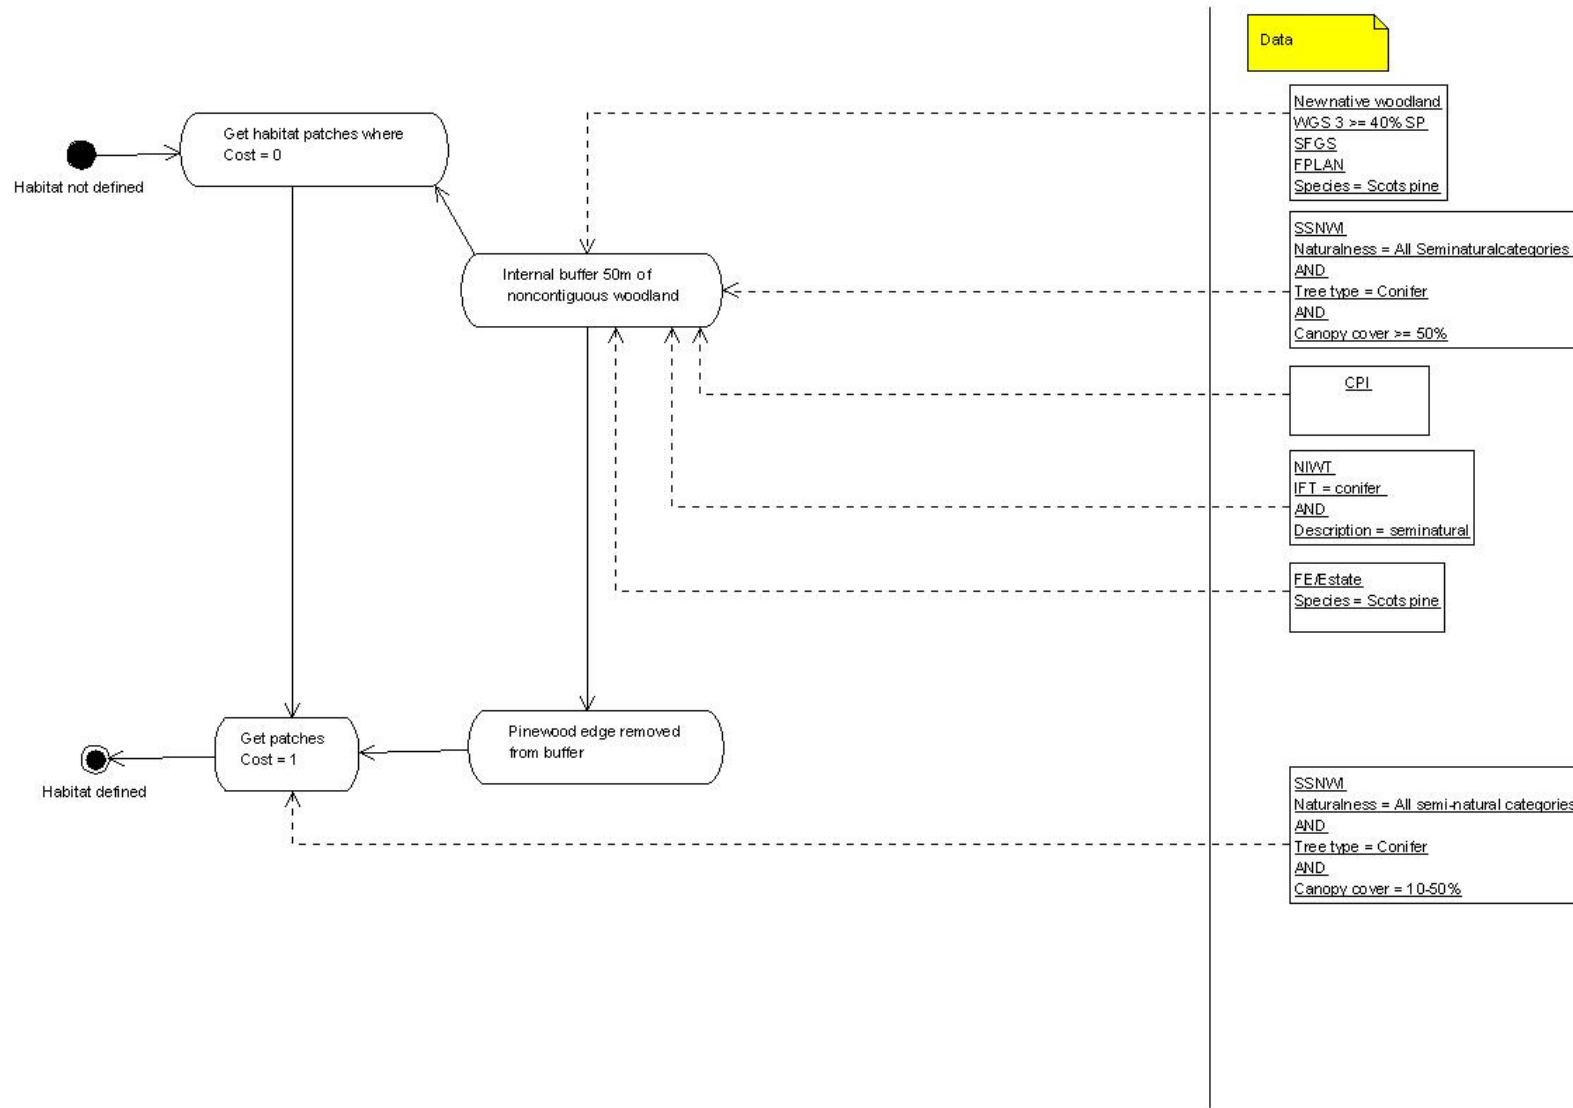 Data
Newnative woodland
WGS 3 >= 40% SP
SFGS
FPLAN
Species = Scots pine
Get habitat patches where
Cost = 0
Habitat not defined
SSNWI
Naturalness = All Seminaturalcategories
AND
Tree type = Conifer
AND
Canopy cover >= 50%
Internal buffer 50m of
noncontiguous woodland
CPI
NIWT
IFT = conifer
AND
Description = seminatural
FE/Estate
Species = Scots pine
Pinewood edge removed
from buffer
Get patches
Cost = 1
Habitat defined
SSNWI
Naturalness = All semi-natural categories
AND
Tree type = Conifer
AND
Canopy cover = 10-50%